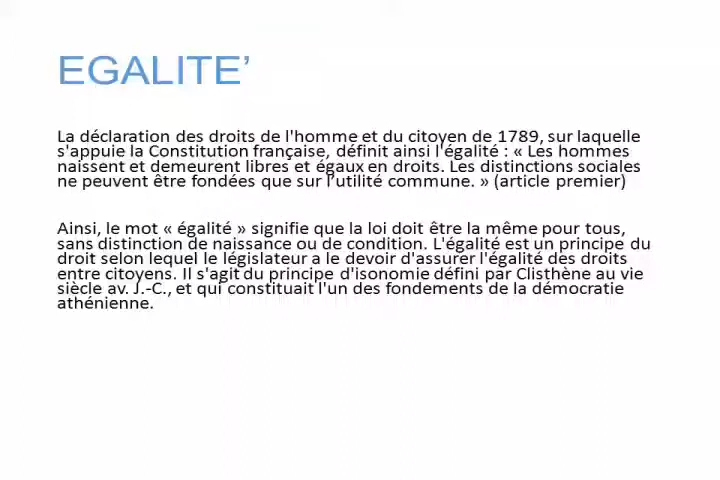 EGALITE’
La déclaration des droits de l'homme et du citoyen de 1789, sur laquelle
s'appuie la Constitution française, définit ainsi l'égalité : « Les hommes
naissent et demeurent libres et égaux en droits. Les distinctions sociales
ne peuvent être fondées que sur l’utilité commune. » (article premier)
Ainsi, le mot « égalité » signifie que la loi doit être la même pour tous,
sans distinction de naissance ou de condition. L'égalité est un principe du
droit selon lequel le législateur a le devoir d'assurer l'égalité des droits
entre citoyens. Il s'agit du principe d'isonomie défini par Clisthène au vie
siècle av. J.-C., et qui constituait l'un des fondements de la démocratie
athénienne.